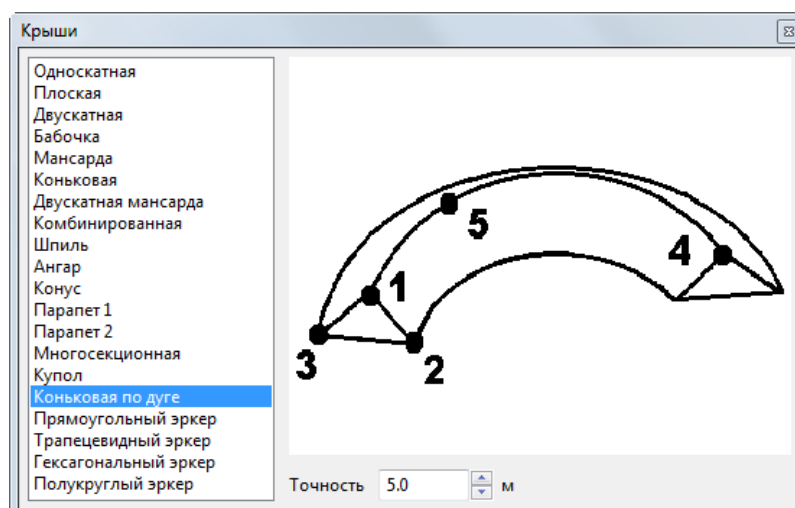 Крыши
Односкатная
Плоская
Двускатная
Бабочка
Мансарда
Коньковая
Двускатная мансарда
Комбинированная
Шпиль
Ангар
Конус
Парапет 1
Парапет 2
Многосекционная
Купол
Коньковая по дуге
Прямоугольный эркер
Трапецевидный эркер
Гексагональный эркер
Полукруглый эркер
5
4
1
3
2
Точность 5.0 м